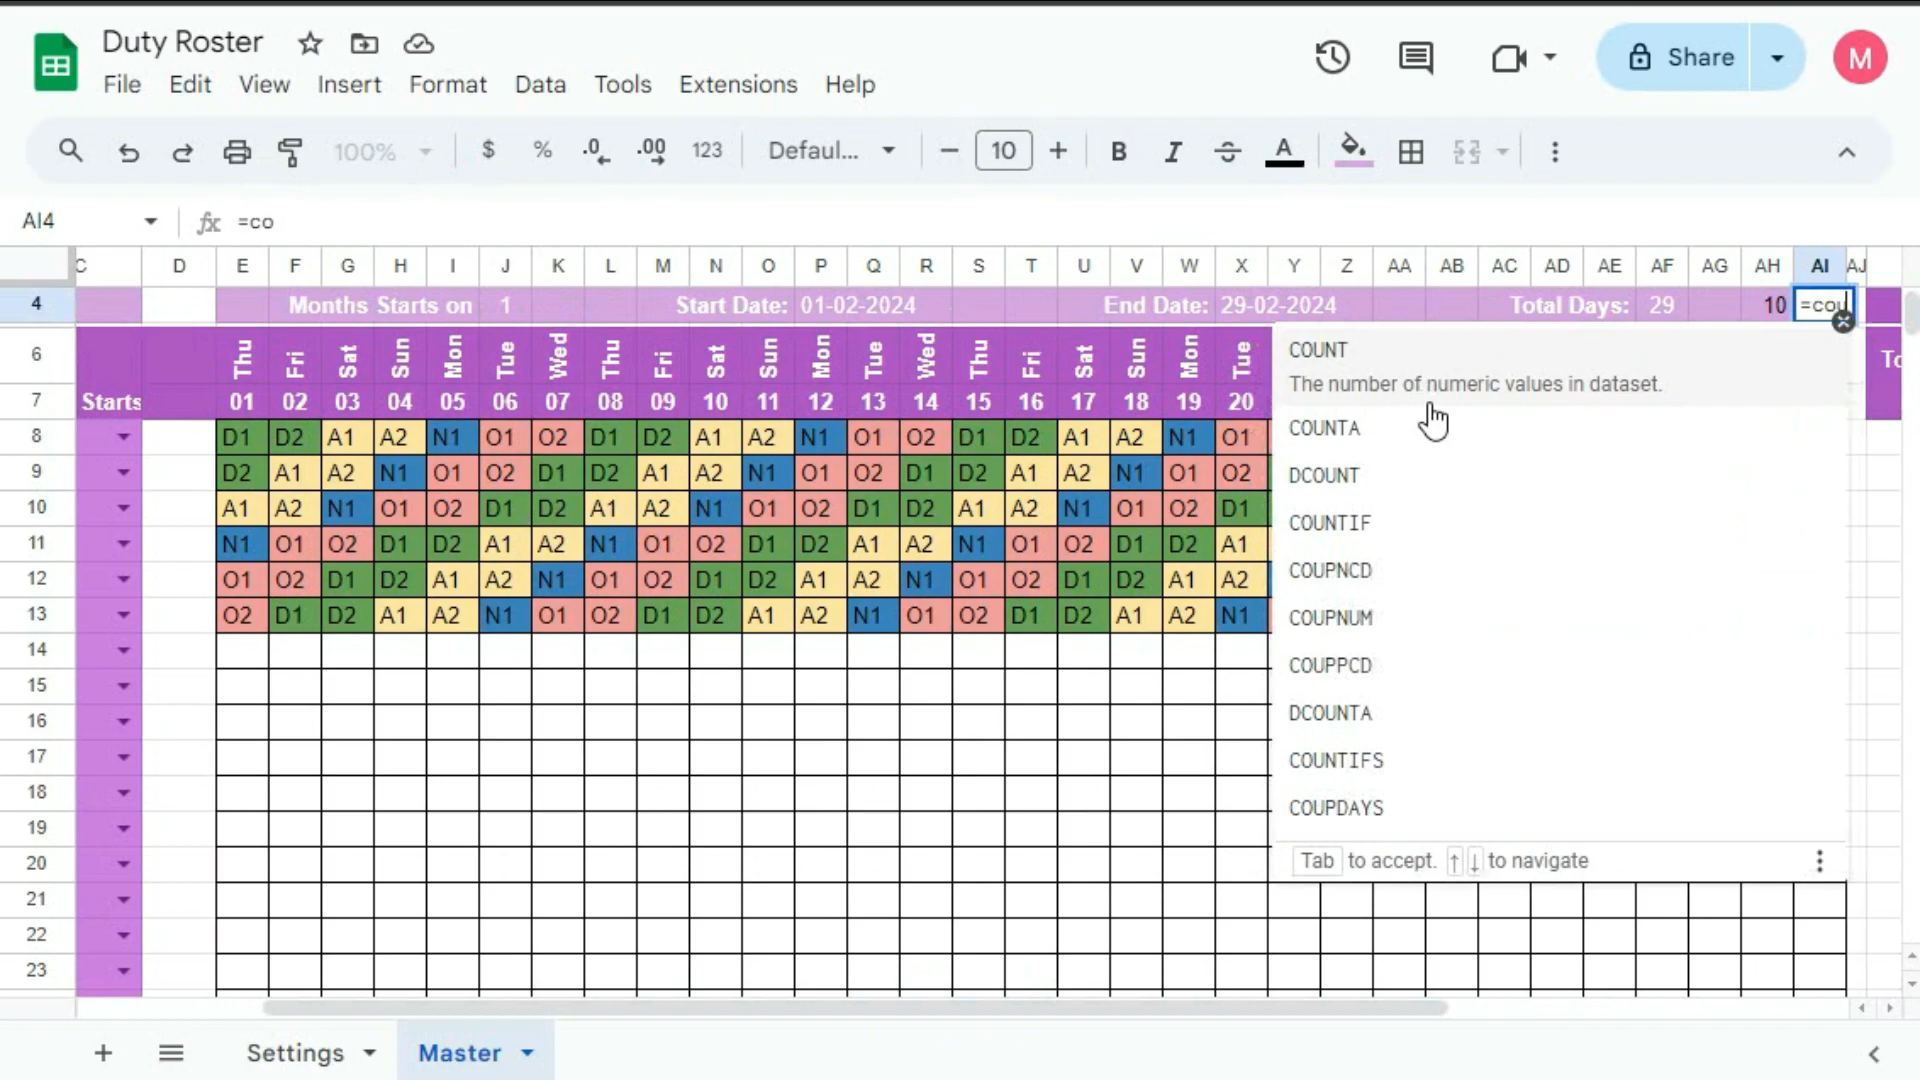 Duty Roster
File Edit View Insert Format Data Tools Extensions Help
Share
M
100% $ % .0 .00 123 Defaul... 10 B I A
AI4 fx =co
C D E F G H I J K L M N O P Q R S T U V W X Y Z AA AB AC AD AE AF AG AH AI AJ
4 Months Starts on 1 Start Date: 01-02-2024 End Date: 29-02-2024 Total Days: 29 10 =cou
6 Thu Fri Sat Sun Mon Tue Wed Thu Fri Sat Sun Mon Tue Wed Thu Fri Sat Sun Mon Tue
7 Starts 01 02 03 04 05 06 07 08 09 10 11 12 13 14 15 16 17 18 19 20
8 D1 D2 A1 A2 N1 O1 O2 D1 D2 A1 A2 N1 O1 O2 D1 D2 A1 A2 N1 O1
9 D2 A1 A2 N1 O1 O2 D1 D2 A1 A2 N1 O1 O2 D1 D2 A1 A2 N1 O1 O2
10 A1 A2 N1 O1 O2 D1 D2 A1 A2 N1 O1 O2 D1 D2 A1 A2 N1 O1 O2 D1
11 N1 O1 O2 D1 D2 A1 A2 N1 O1 O2 D1 D2 A1 A2 N1 O1 O2 D1 D2 A1
12 O1 O2 D1 D2 A1 A2 N1 O1 O2 D1 D2 A1 A2 N1 O1 O2 D1 D2 A1 A2
13 O2 D1 D2 A1 A2 N1 O1 O2 D1 D2 A1 A2 N1 O1 O2 D1 D2 A1 A2 N1
14
15
16
17
18
19
20
21
22
23
COUNT
The number of numeric values in dataset.
COUNTA
DCOUNT
COUNTIF
COUPNCD
COUPNUM
COUPPCD
DCOUNTA
COUNTIFS
COUPDAYS
Tab to accept. ↑ ↓ to navigate
Settings Master